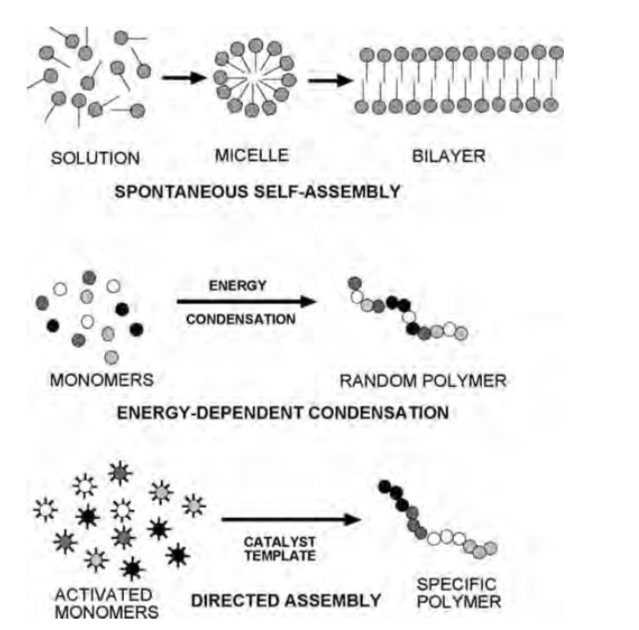 SOLUTION
MICELLE
BILAYER
SPONTANEOUS SELF-ASSEMBLY
ENERGY
CONDENSATION
MONOMERS
RANDOM POLYMER
ENERGY-DEPENDENT CONDENSATION
CATALYST
TEMPLATE
ACTIVATED
MONOMERS
DIRECTED ASSEMBLY
SPECIFIC
POLYMER